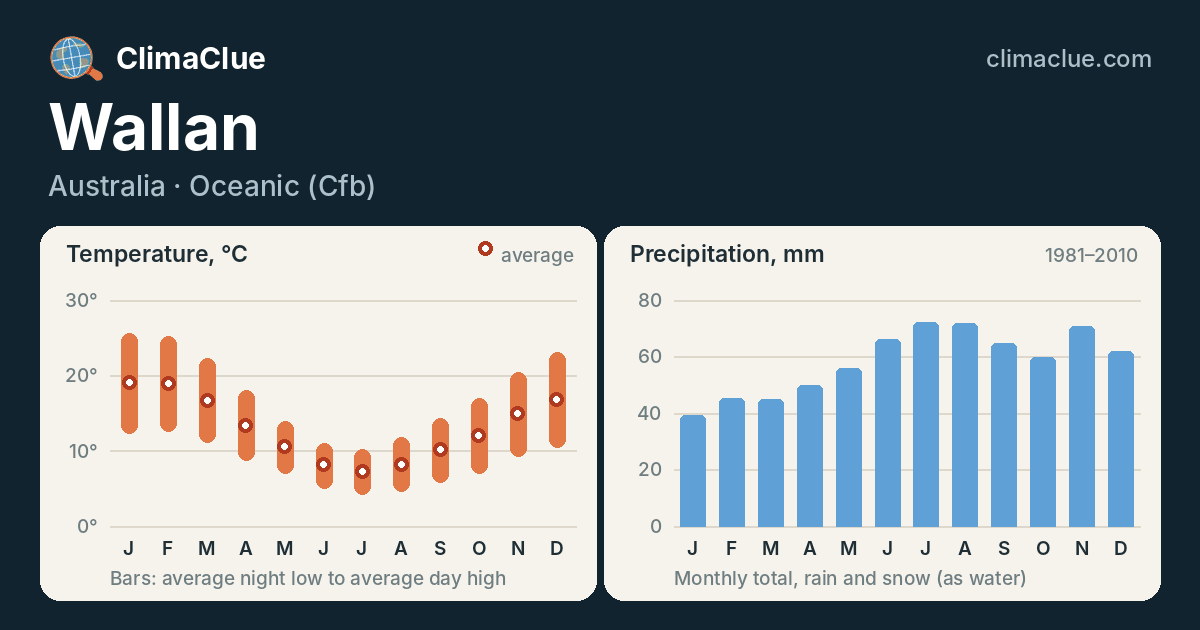 ClimaClue
climaclue.com
Wallan
Australia · Oceanic (Cfb)
Temperature, °C
average
30°
20°
10°
0°
J F M A M J J A S O N D
Bars: average night low to average day high
Precipitation, mm
1981–2010
80
60
40
20
0
J F M A M J J A S O N D
Monthly total, rain and snow (as water)